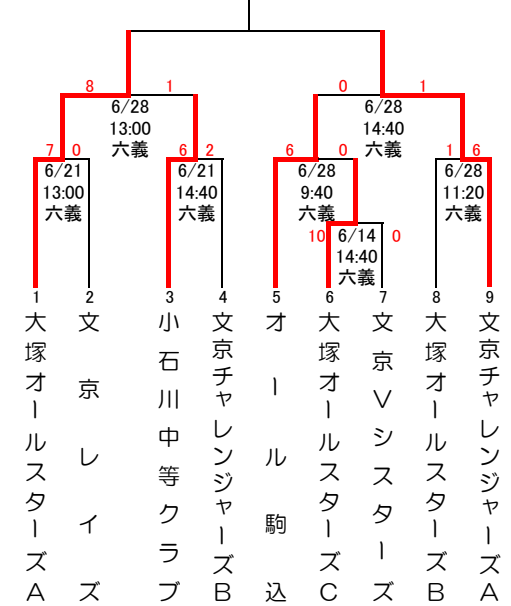 8 1 0 1
6/28
13:00
六義
6/28
14:40
六義
7 0 6 2 6 0 1 6
6/21
13:00
六義
6/21
14:40
六義
6/28
9:40
六義
6/28
11:20
六義
10 6/14 0
14:40
六義
1 2 3 4 5 6 7 8 9
大塚オールスターズA
文京レイズ
小石川中等クラブ
文京チャレンジャーズB
オール駒込
大塚オールスターズC
文京Vシスターズ
大塚オールスターズB
文京チャレンジャーズA